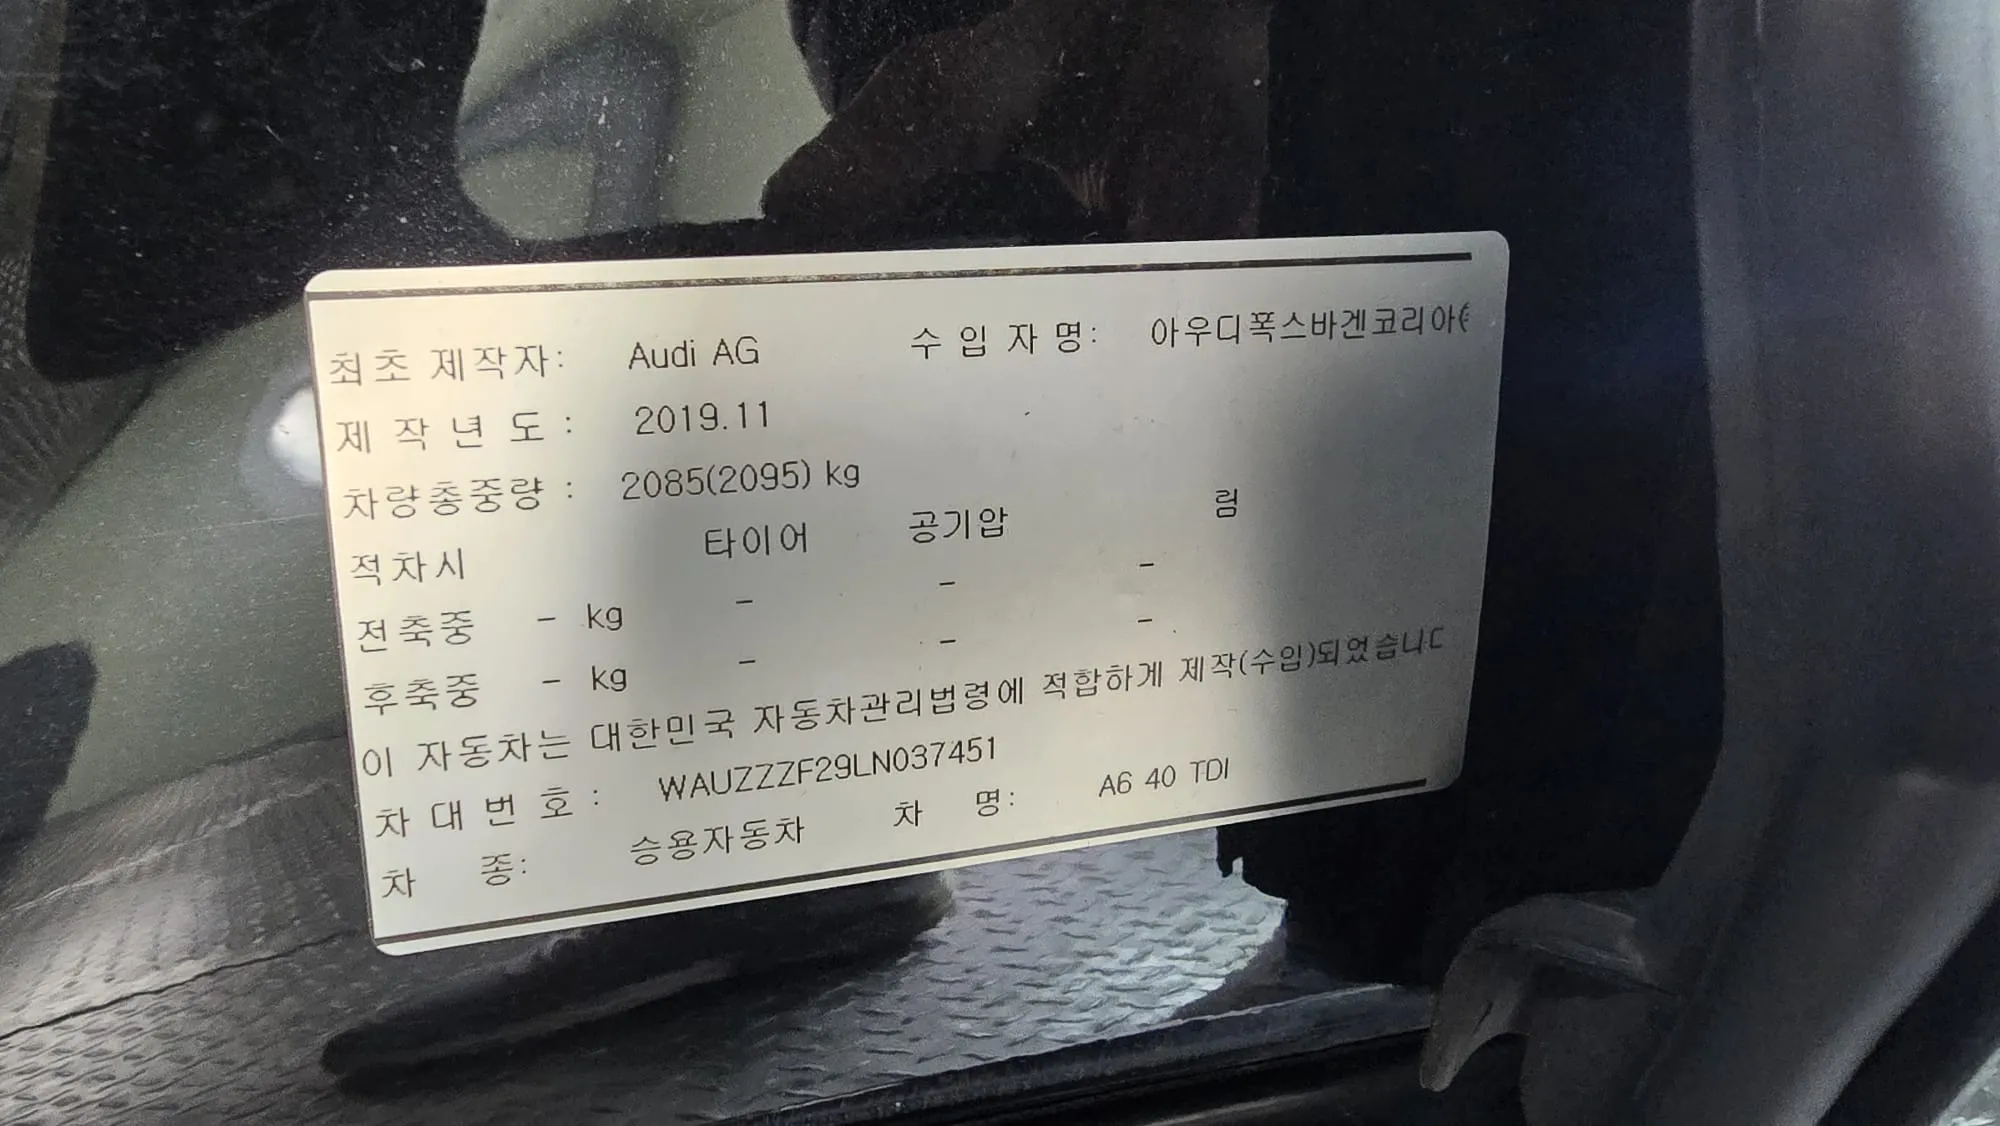 최초 제작자: Audi AG 수 입 자 명: 아우디폭스바겐코리아(
제 작 년 도 : 2019.11
차량총중량 : 2085(2095) kg
적차시 타이어 공기압 림
전축중 - kg - - -
후축중 - kg - - -
이 자동차는 대한민국 자동차관리법령에 적합하게 제작(수입)되었습니ㄷ
차 대 번 호 : WAUZZZF29LN037451
차 종: 승용자동차 차 명: A6 40 TDI